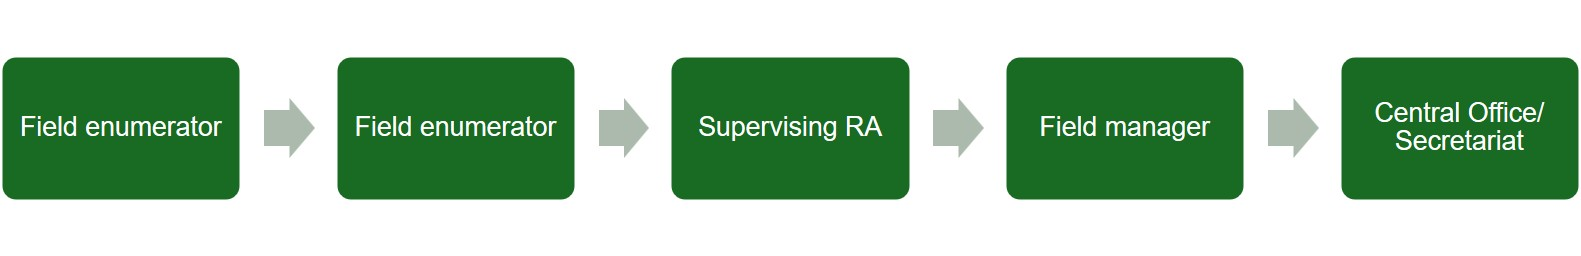 Field enumerator
Field enumerator
Supervising RA
Field manager
Central Office/
Secretariat